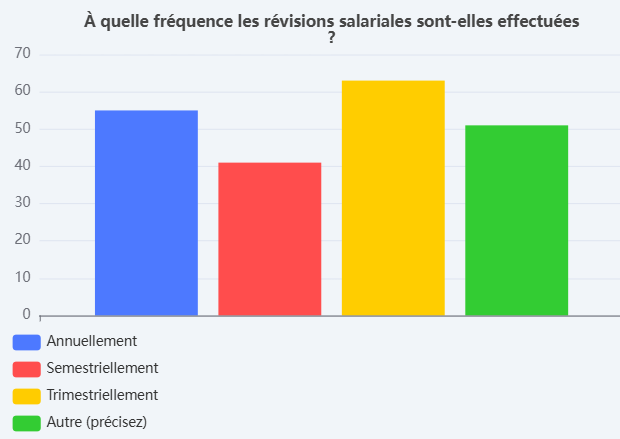 À quelle fréquence les révisions salariales sont-elles effectuées
?
70
60
50
40
30
20
10
0
Annuellement
Semestriellement
Trimestriellement
Autre (précisez)